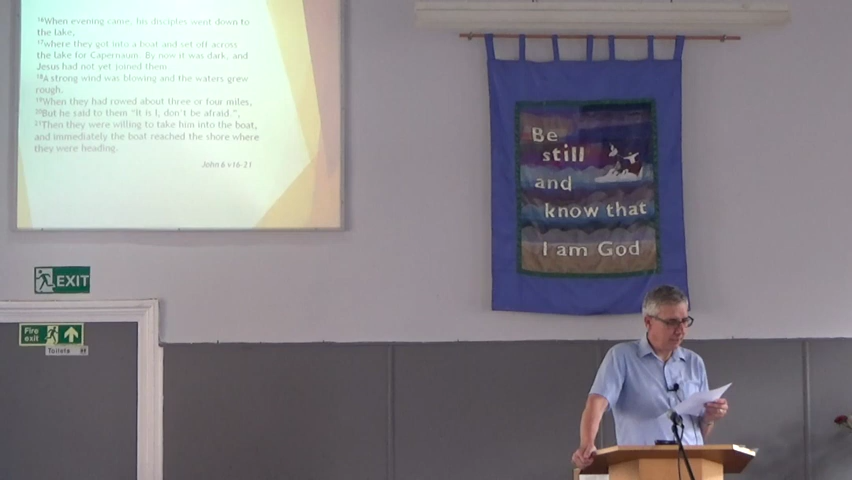 ¹⁶When evening came, his disciples went down to
the lake,
¹⁷where they got into a boat and set off across
the lake for Capernaum. By now it was dark, and
Jesus had not yet joined them.
¹⁸A strong wind was blowing and the waters grew
rough.
¹⁹When they had rowed about three or four miles,
²⁰But he said to them "It is I, don't be afraid.",
²¹Then they were willing to take him into the boat,
and immediately the boat reached the shore where
they were heading.
John 6 v16-21
Be
still
and
know that
I am God
EXIT
Fire
exit
Toilets